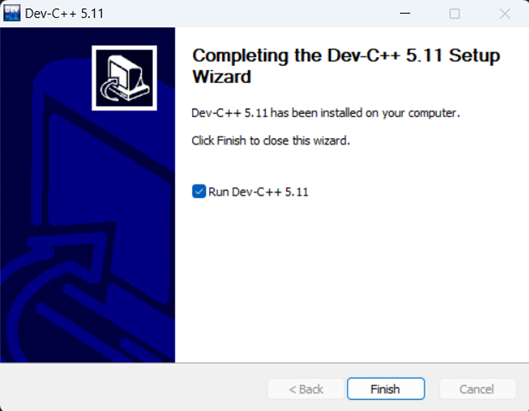 Dev-C++ 5.11
Completing the Dev-C++ 5.11 Setup
Wizard
Dev-C++ 5.11 has been installed on your computer.
Click Finish to close this wizard.
Run Dev-C++ 5.11
< Back
Finish
Cancel